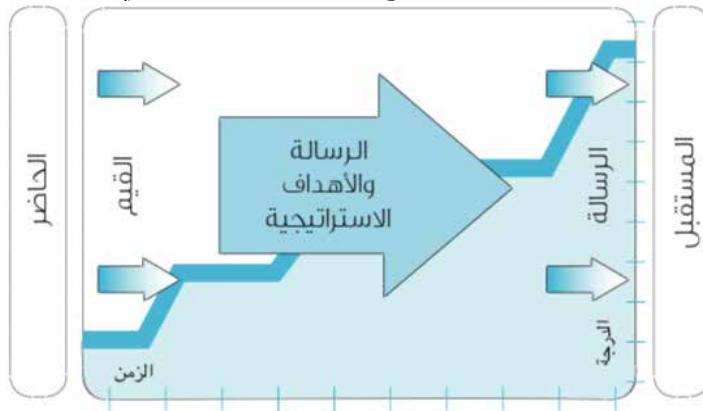 الحاضر
القيم
الرسالة
والأهداف
الاستراتيجية
الرسالة
المستقبل
الدرجة
الزمن